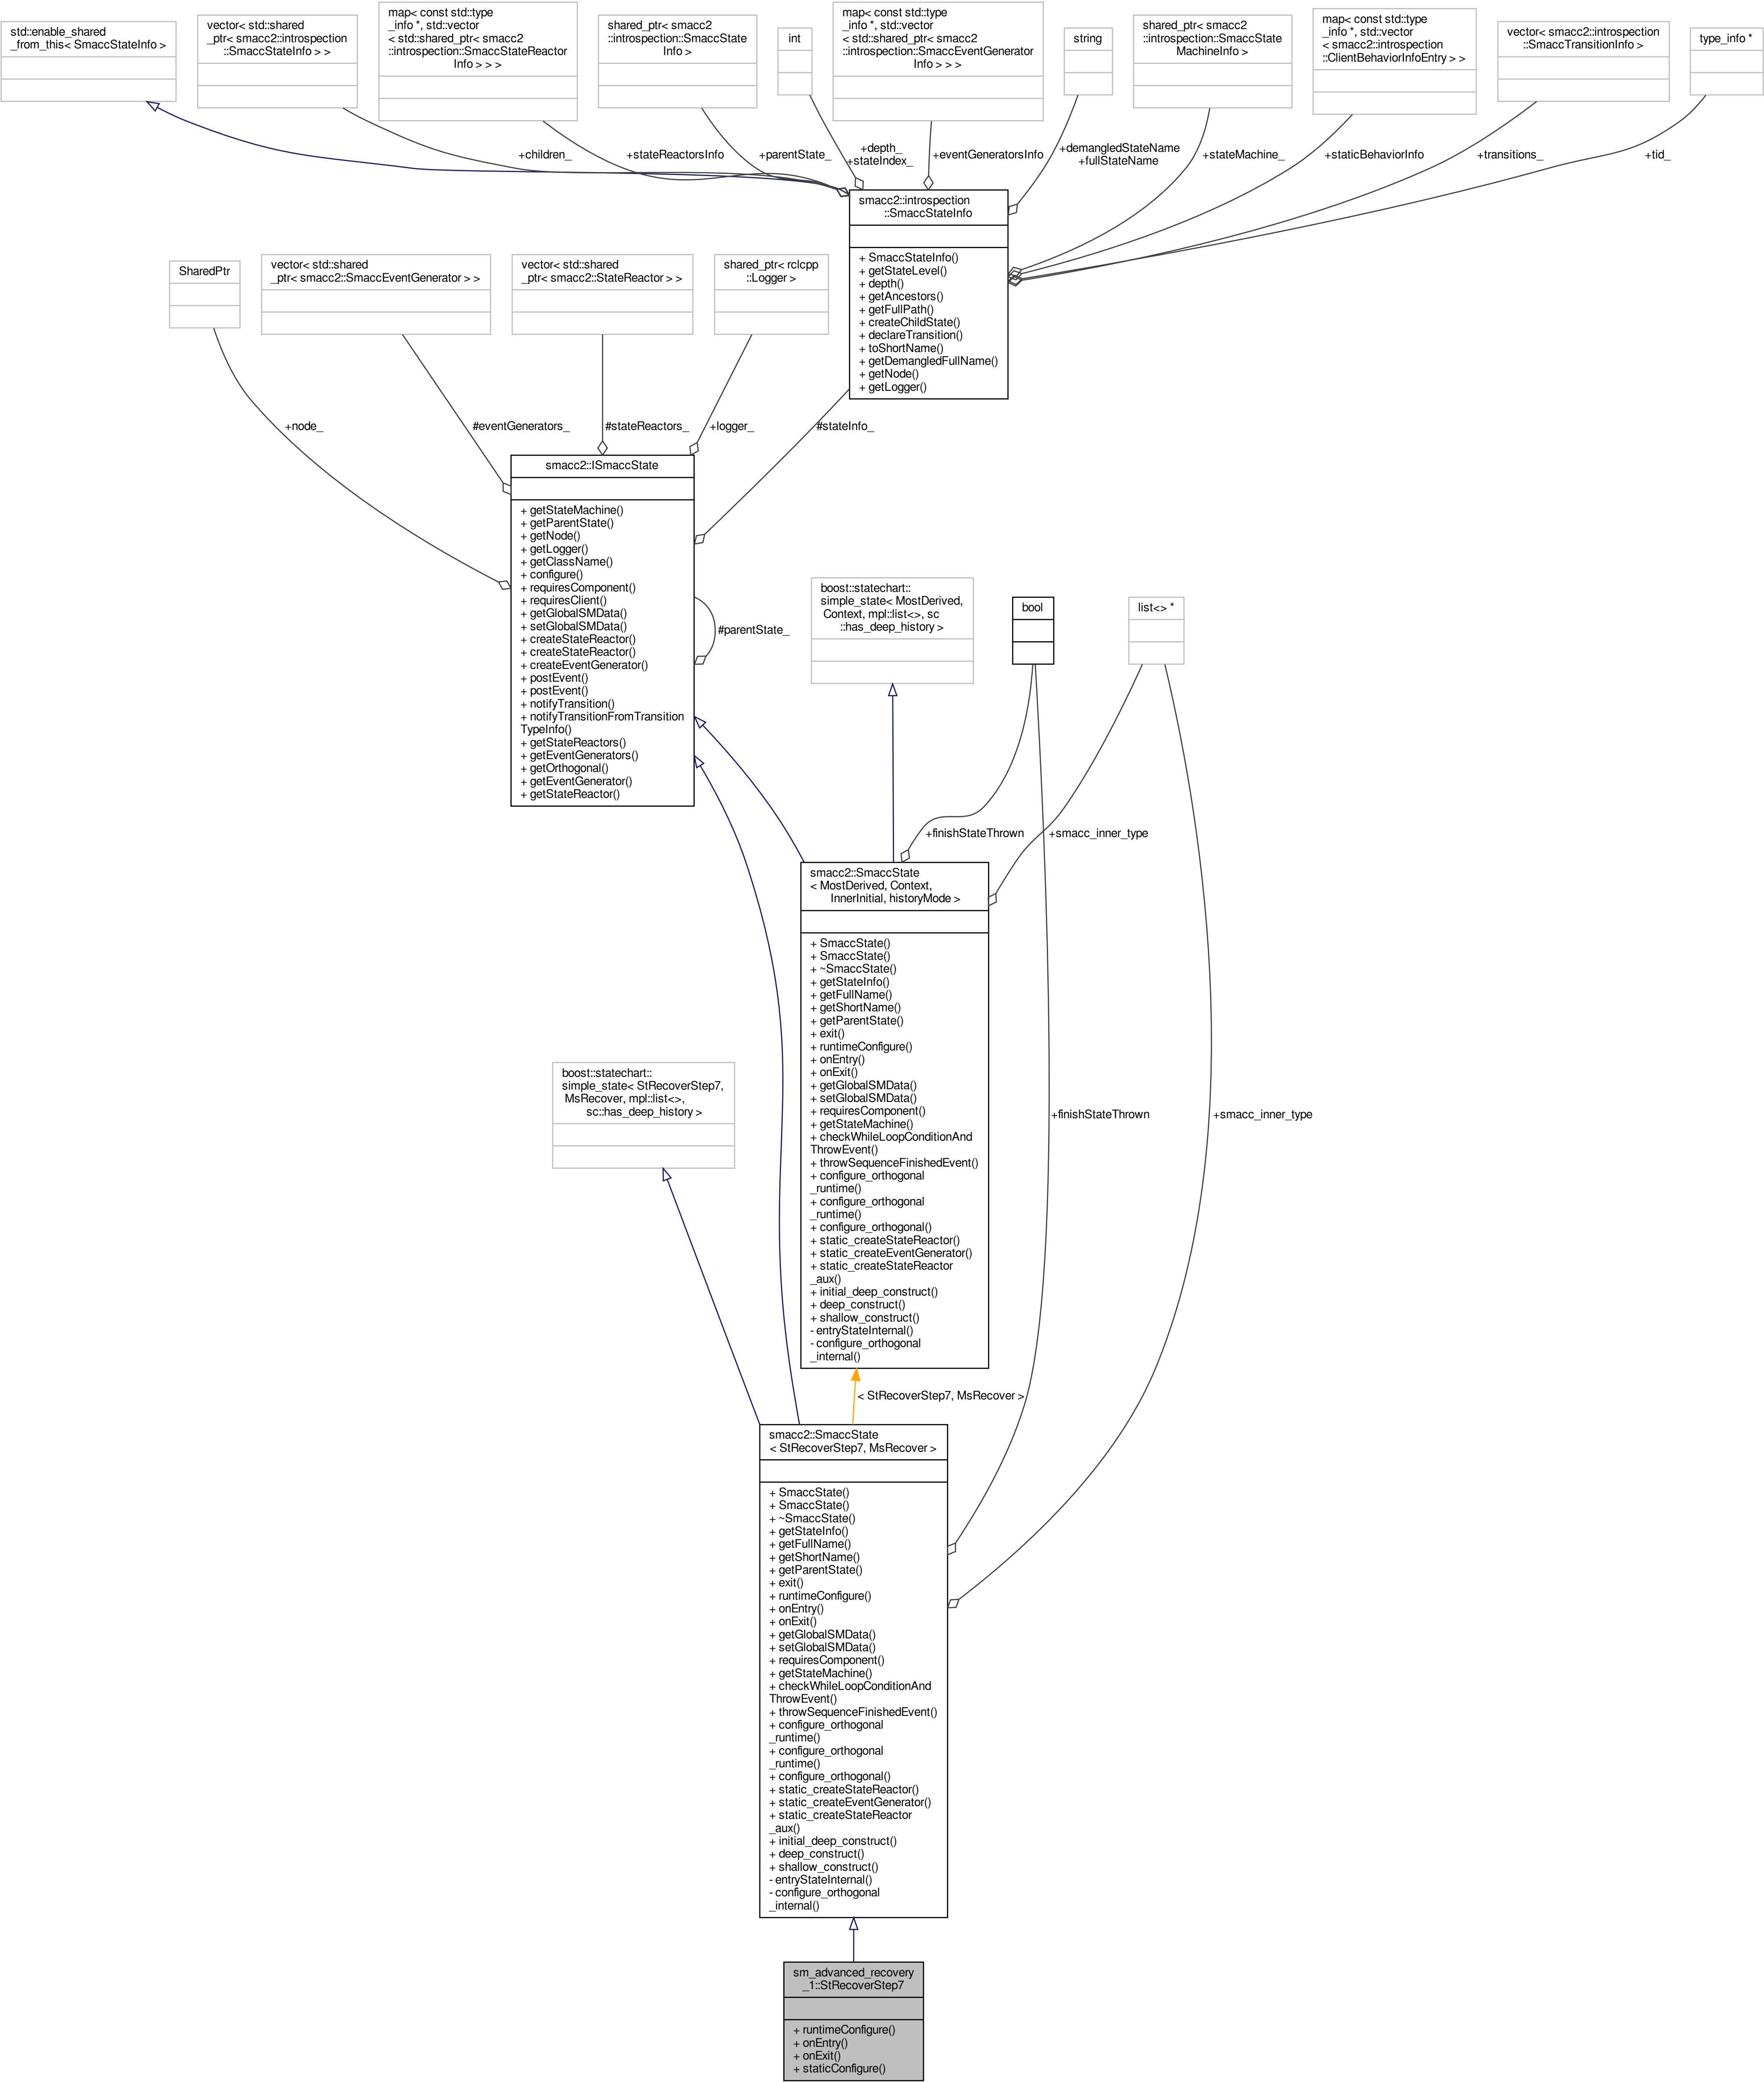 std::enable_shared
_from_this< SmaccStateInfo >
vector< std::shared
_ptr< smacc2::introspection
::SmaccStateInfo > >
map< const std::type
_info *, std::vector
< std::shared_ptr< smacc2
::introspection::SmaccStateReactor
Info > > >
shared_ptr< smacc2
::introspection::SmaccState
Info >
int
map< const std::type
_info *, std::vector
< std::shared_ptr< smacc2
::introspection::SmaccEventGenerator
Info > > >
string
shared_ptr< smacc2
::introspection::SmaccState
MachineInfo >
map< const std::type
_info *, std::vector
< smacc2::introspection
::ClientBehaviorInfoEntry > >
vector< smacc2::introspection
::SmaccTransitionInfo >
type_info *
+children_
+stateReactorsInfo
+parentState_
+depth_
+stateIndex_
+eventGeneratorsInfo
+demangledStateName
+fullStateName
+stateMachine_
+staticBehaviorInfo
+transitions_
+tid_
smacc2::introspection
::SmaccStateInfo
+ SmaccStateInfo()
+ getStateLevel()
+ depth()
+ getAncestors()
+ getFullPath()
+ createChildState()
+ declareTransition()
+ toShortName()
+ getDemangledFullName()
+ getNode()
+ getLogger()
SharedPtr
vector< std::shared
_ptr< smacc2::SmaccEventGenerator > >
vector< std::shared
_ptr< smacc2::StateReactor > >
shared_ptr< rclcpp
::Logger >
+node_
#eventGenerators_
#stateReactors_
+logger_
#stateInfo_
smacc2::ISmaccState
+ getStateMachine()
+ getParentState()
+ getNode()
+ getLogger()
+ getClassName()
+ configure()
+ requiresComponent()
+ requiresClient()
+ getGlobalSMData()
+ setGlobalSMData()
+ createStateReactor()
+ createStateReactor()
+ createEventGenerator()
+ postEvent()
+ postEvent()
+ notifyTransition()
+ notifyTransitionFromTransition
TypeInfo()
+ getStateReactors()
+ getEventGenerators()
+ getOrthogonal()
+ getEventGenerator()
+ getStateReactor()
#parentState_
boost::statechart::
simple_state< MostDerived,
Context, mpl::list<>, sc
::has_deep_history >
bool
list<> *
+finishStateThrown
+smacc_inner_type
smacc2::SmaccState
< MostDerived, Context,
InnerInitial, historyMode >
+ SmaccState()
+ SmaccState()
+ ~SmaccState()
+ getStateInfo()
+ getFullName()
+ getShortName()
+ getParentState()
+ exit()
+ runtimeConfigure()
+ onEntry()
+ onExit()
+ getGlobalSMData()
+ setGlobalSMData()
+ requiresComponent()
+ getStateMachine()
+ checkWhileLoopConditionAnd
ThrowEvent()
+ throwSequenceFinishedEvent()
+ configure_orthogonal
_runtime()
+ configure_orthogonal
_runtime()
+ configure_orthogonal()
+ static_createStateReactor()
+ static_createEventGenerator()
+ static_createStateReactor
_aux()
+ initial_deep_construct()
+ deep_construct()
+ shallow_construct()
- entryStateInternal()
- configure_orthogonal
_internal()
boost::statechart::
simple_state< StRecoverStep7,
MsRecover, mpl::list<>,
sc::has_deep_history >
+finishStateThrown
+smacc_inner_type
< StRecoverStep7, MsRecover >
smacc2::SmaccState
< StRecoverStep7, MsRecover >
+ SmaccState()
+ SmaccState()
+ ~SmaccState()
+ getStateInfo()
+ getFullName()
+ getShortName()
+ getParentState()
+ exit()
+ runtimeConfigure()
+ onEntry()
+ onExit()
+ getGlobalSMData()
+ setGlobalSMData()
+ requiresComponent()
+ getStateMachine()
+ checkWhileLoopConditionAnd
ThrowEvent()
+ throwSequenceFinishedEvent()
+ configure_orthogonal
_runtime()
+ configure_orthogonal
_runtime()
+ configure_orthogonal()
+ static_createStateReactor()
+ static_createEventGenerator()
+ static_createStateReactor
_aux()
+ initial_deep_construct()
+ deep_construct()
+ shallow_construct()
- entryStateInternal()
- configure_orthogonal
_internal()
sm_advanced_recovery
_1::StRecoverStep7
+ runtimeConfigure()
+ onEntry()
+ onExit()
+ staticConfigure()